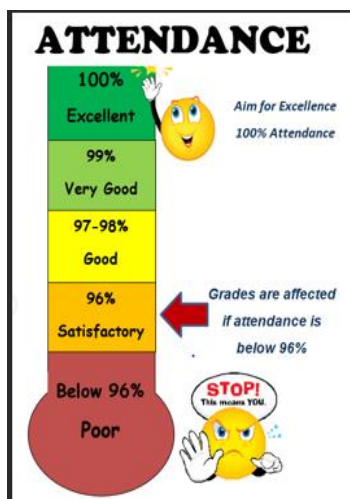 ATTENDANCE
100%
Excellent
Aim for Excellence
100% Attendance
99%
Very Good
97-98%
Good
96%
Satisfactory
Grades are affected
if attendance is
below 96%
Below 96%
Poor
STOP!
This means YOU.